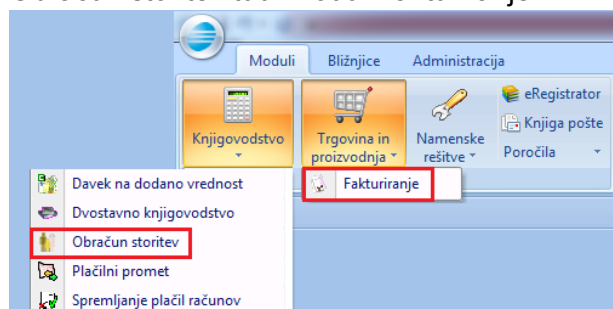 Moduli Bližnjice Administracija
Knjigovodstvo
Trgovina in
proizvodnja
Namenske
rešitve
eRegistrator
Knjiga pošte
Poročila
Davek na dodano vrednost
Dvostavno knjigovodstvo
Obračun storitev
Plačilni promet
Spremljanje plačil računov
Fakturiranje